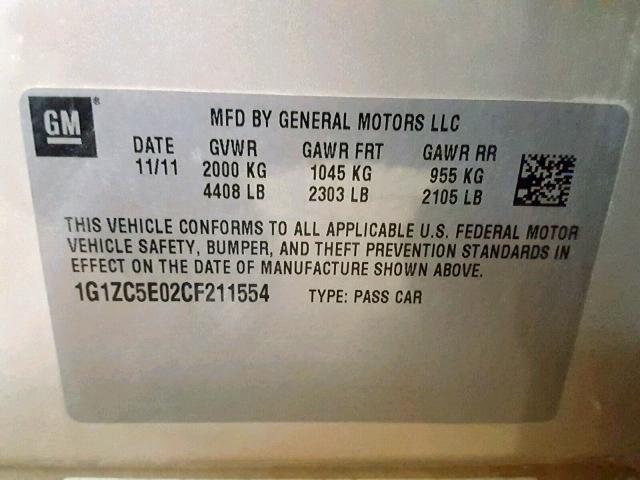 GM®
MFD BY GENERAL MOTORS LLC
DATE GVWR GAWR FRT GAWR RR
11/11 2000 KG 1045 KG 955 KG
4408 LB 2303 LB 2105 LB
THIS VEHICLE CONFORMS TO ALL APPLICABLE U.S. FEDERAL MOTOR
VEHICLE SAFETY, BUMPER, AND THEFT PREVENTION STANDARDS IN
EFFECT ON THE DATE OF MANUFACTURE SHOWN ABOVE.
1G1ZC5E02CF211554 TYPE: PASS CAR